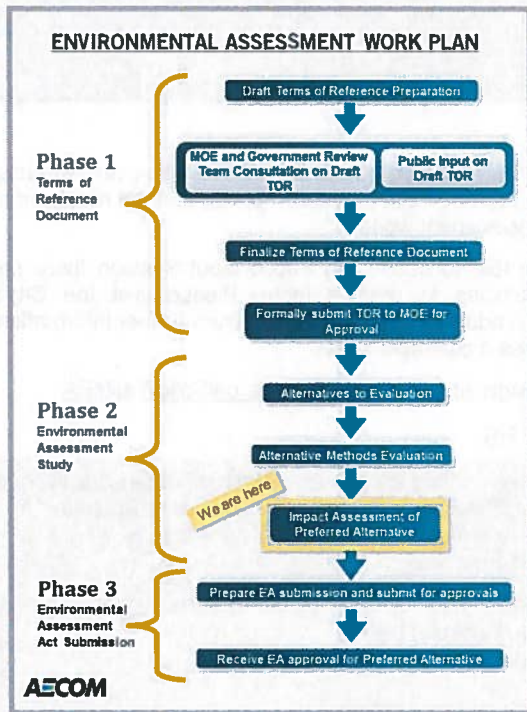 ENVIRONMENTAL ASSESSMENT WORK PLAN
Phase 1
Terms of
Reference
Document
Draft Terms of Reference Preparation
MOE and Government Review
Team Consultation on Draft
TOR
Public Input on
Draft TOR
Finalize Terms of Reference Document
Formally submit TOR to MOE for
Approval
Phase 2
Environmental
Assessment
Study
Alternatives to Evaluation
Alternative Methods Evaluation
We are here
Impact Assessment of
Preferred Alternative
Phase 3
Environmental
Assessment
Act Submission
Prepare EA submission and submit for approvals
Receive EA approval for Preferred Alternative
AECOM